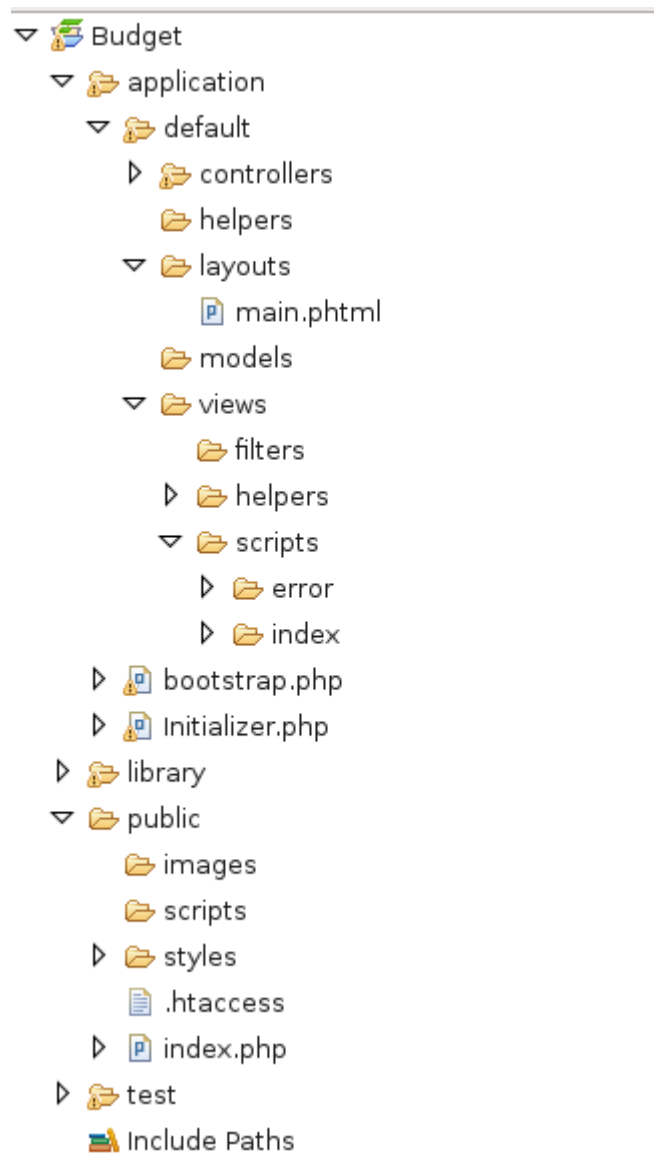 Budget
application
default
controllers
helpers
layouts
main.phtml
models
views
filters
helpers
scripts
error
index
bootstrap.php
Initializer.php
library
public
images
scripts
styles
.htaccess
index.php
test
Include Paths